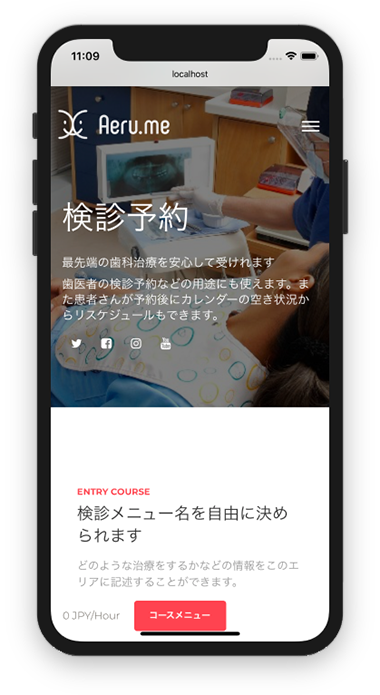 11:09
localhost
Aeru.me
検診予約
最先端の歯科治療を安心して受けれます
歯医者の検診予約などの用途にも使えます。ま
た患者さんが予約後にカレンダーの空き状況か
らリスケジュールもできます。
ENTRY COURSE
検診メニュー名を自由に決め
られます
どのような治療をするかなどの情報をこのエ
リアに記述することができます。
0 JPY/Hour
コースメニュー